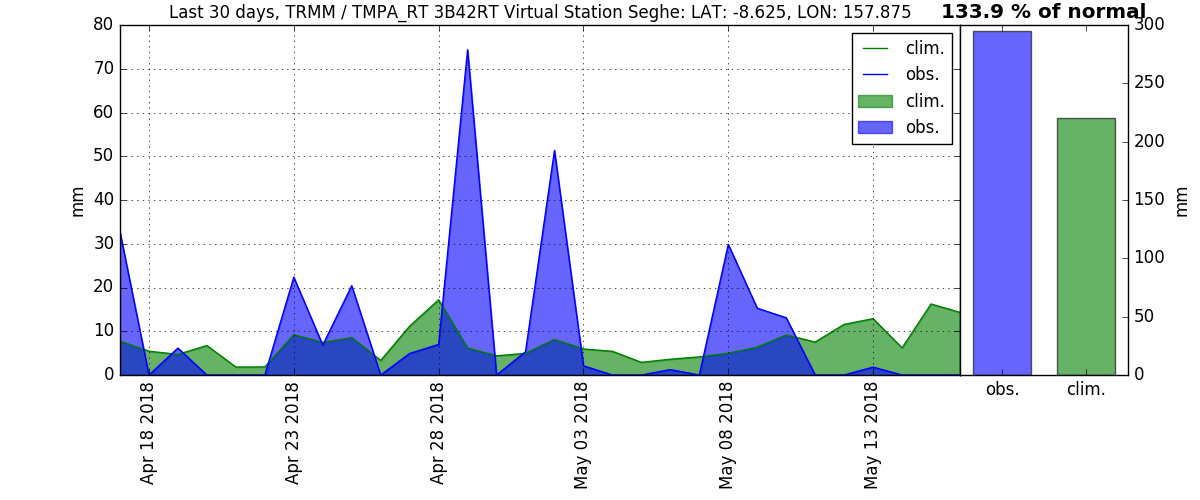 Last 30 days, TRMM / TMPA_RT 3B42RT Virtual Station Seghe: LAT: -8.625, LON: 157.875
133.9 % of normal
80
70
60
50
40
30
20
10
0
mm
clim.
obs.
clim.
obs.
300
250
200
150
100
50
0
mm
obs.
clim.
Apr 18 2018
Apr 23 2018
Apr 28 2018
May 03 2018
May 08 2018
May 13 2018